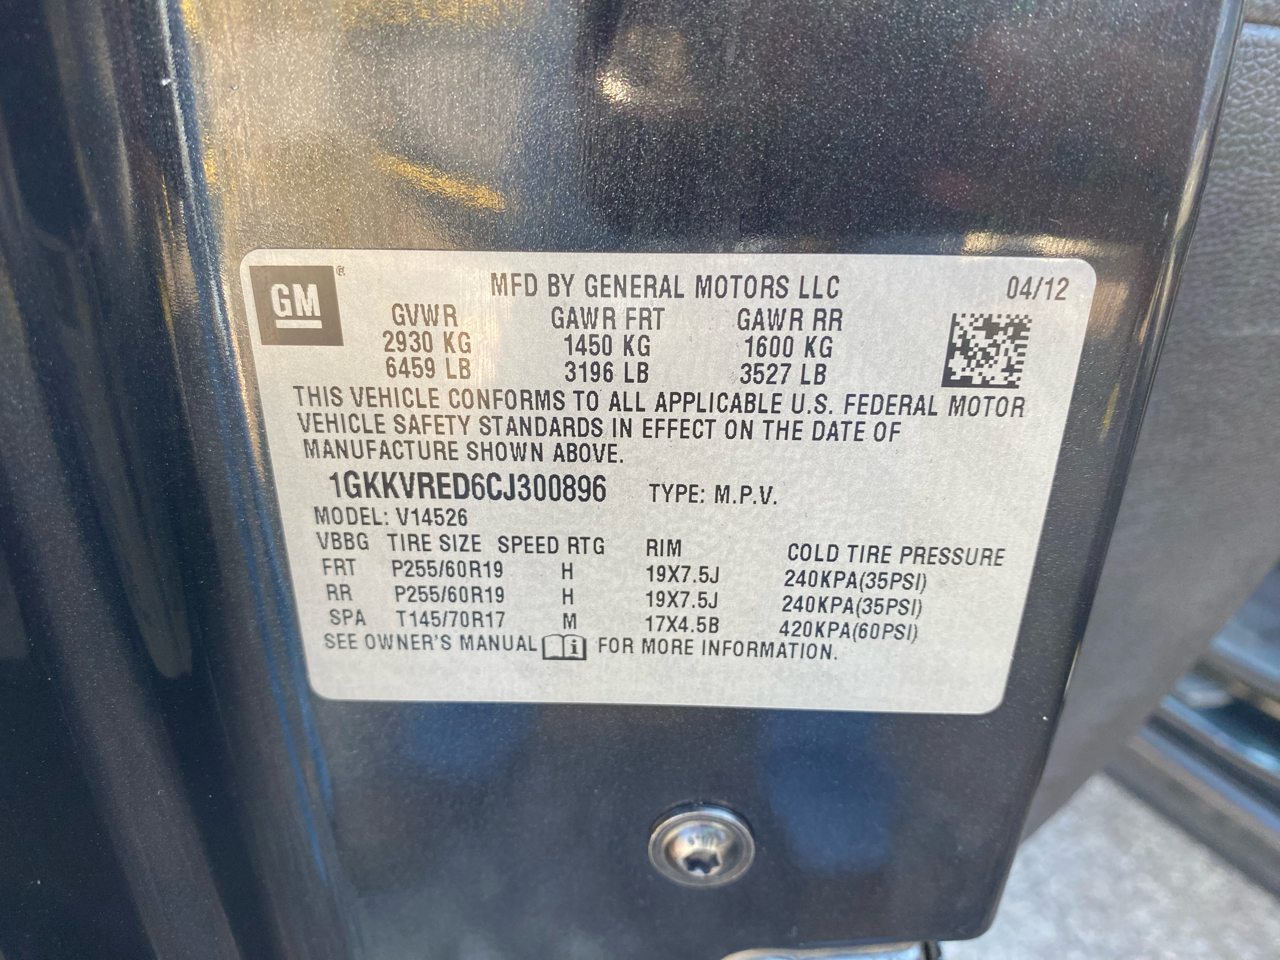 GM ®
MFD BY GENERAL MOTORS LLC 04/12
GVWR GAWR FRT GAWR RR
2930 KG 1450 KG 1600 KG
6459 LB 3196 LB 3527 LB
THIS VEHICLE CONFORMS TO ALL APPLICABLE U.S. FEDERAL MOTOR
VEHICLE SAFETY STANDARDS IN EFFECT ON THE DATE OF
MANUFACTURE SHOWN ABOVE.
1GKKVRED6CJ300896 TYPE: M.P.V.
MODEL: V14526
VBBG TIRE SIZE SPEED RTG RIM COLD TIRE PRESSURE
FRT P255/60R19 H 19X7.5J 240KPA(35PSI)
RR P255/60R19 H 19X7.5J 240KPA(35PSI)
SPA T145/70R17 M 17X4.5B 420KPA(60PSI)
SEE OWNER'S MANUAL i FOR MORE INFORMATION.